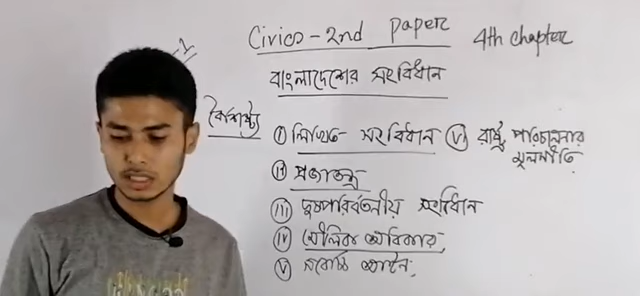 Civics - 2nd Paper 4th chapter
-1
বাংলাদেশের সংবিধান
বৈশিষ্ট্য
i) লিখিত সংবিধান
ii) প্রজাতন্ত্র
iii) দুষ্পরিবর্তনীয় সংবিধান
iv) মৌলিক অধিকার,
v) সর্বোচ্চ আইন,
vi) রাষ্ট্র পরিচালনার
মূলনীতি